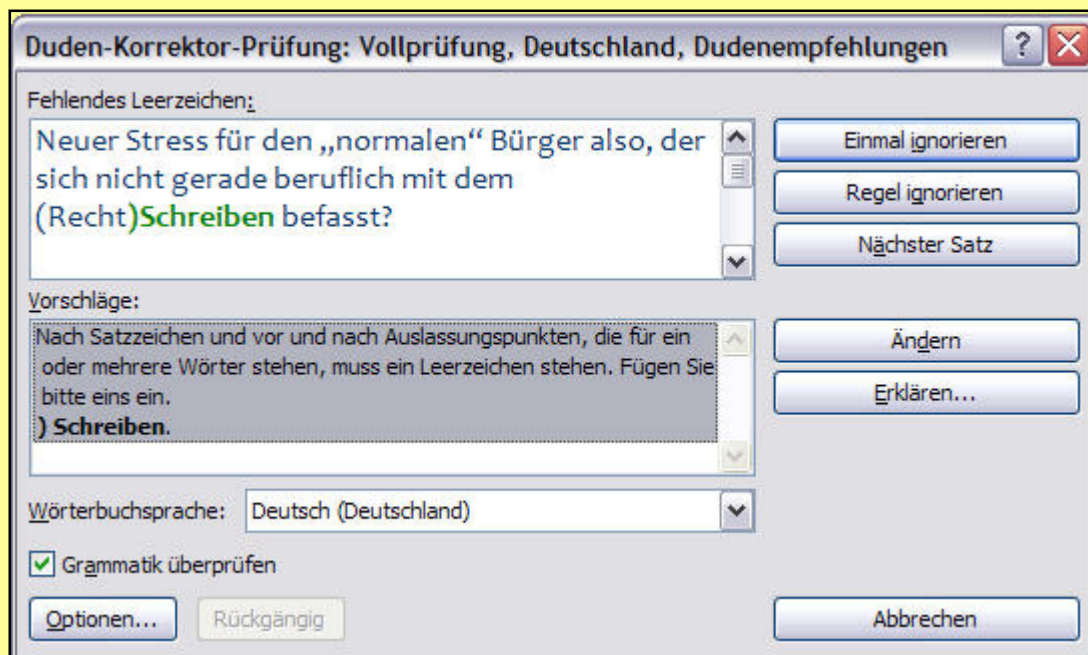 Duden-Korrektor-Prüfung: Vollprüfung, Deutschland, Dudenempfehlungen
Fehlendes Leerzeichen:
Neuer Stress für den „normalen“ Bürger also, der
sich nicht gerade beruflich mit dem
(Recht)Schreiben befasst?
Einmal ignorieren
Regel ignorieren
Nächster Satz
Vorschläge:
Nach Satzzeichen und vor und nach Auslassungspunkten, die für ein
oder mehrere Wörter stehen, muss ein Leerzeichen stehen. Fügen Sie
bitte eins ein.
) Schreiben.
Ändern
Erklären...
Wörterbuchsprache: Deutsch (Deutschland)
Grammatik überprüfen
Optionen... Rückgängig Abbrechen